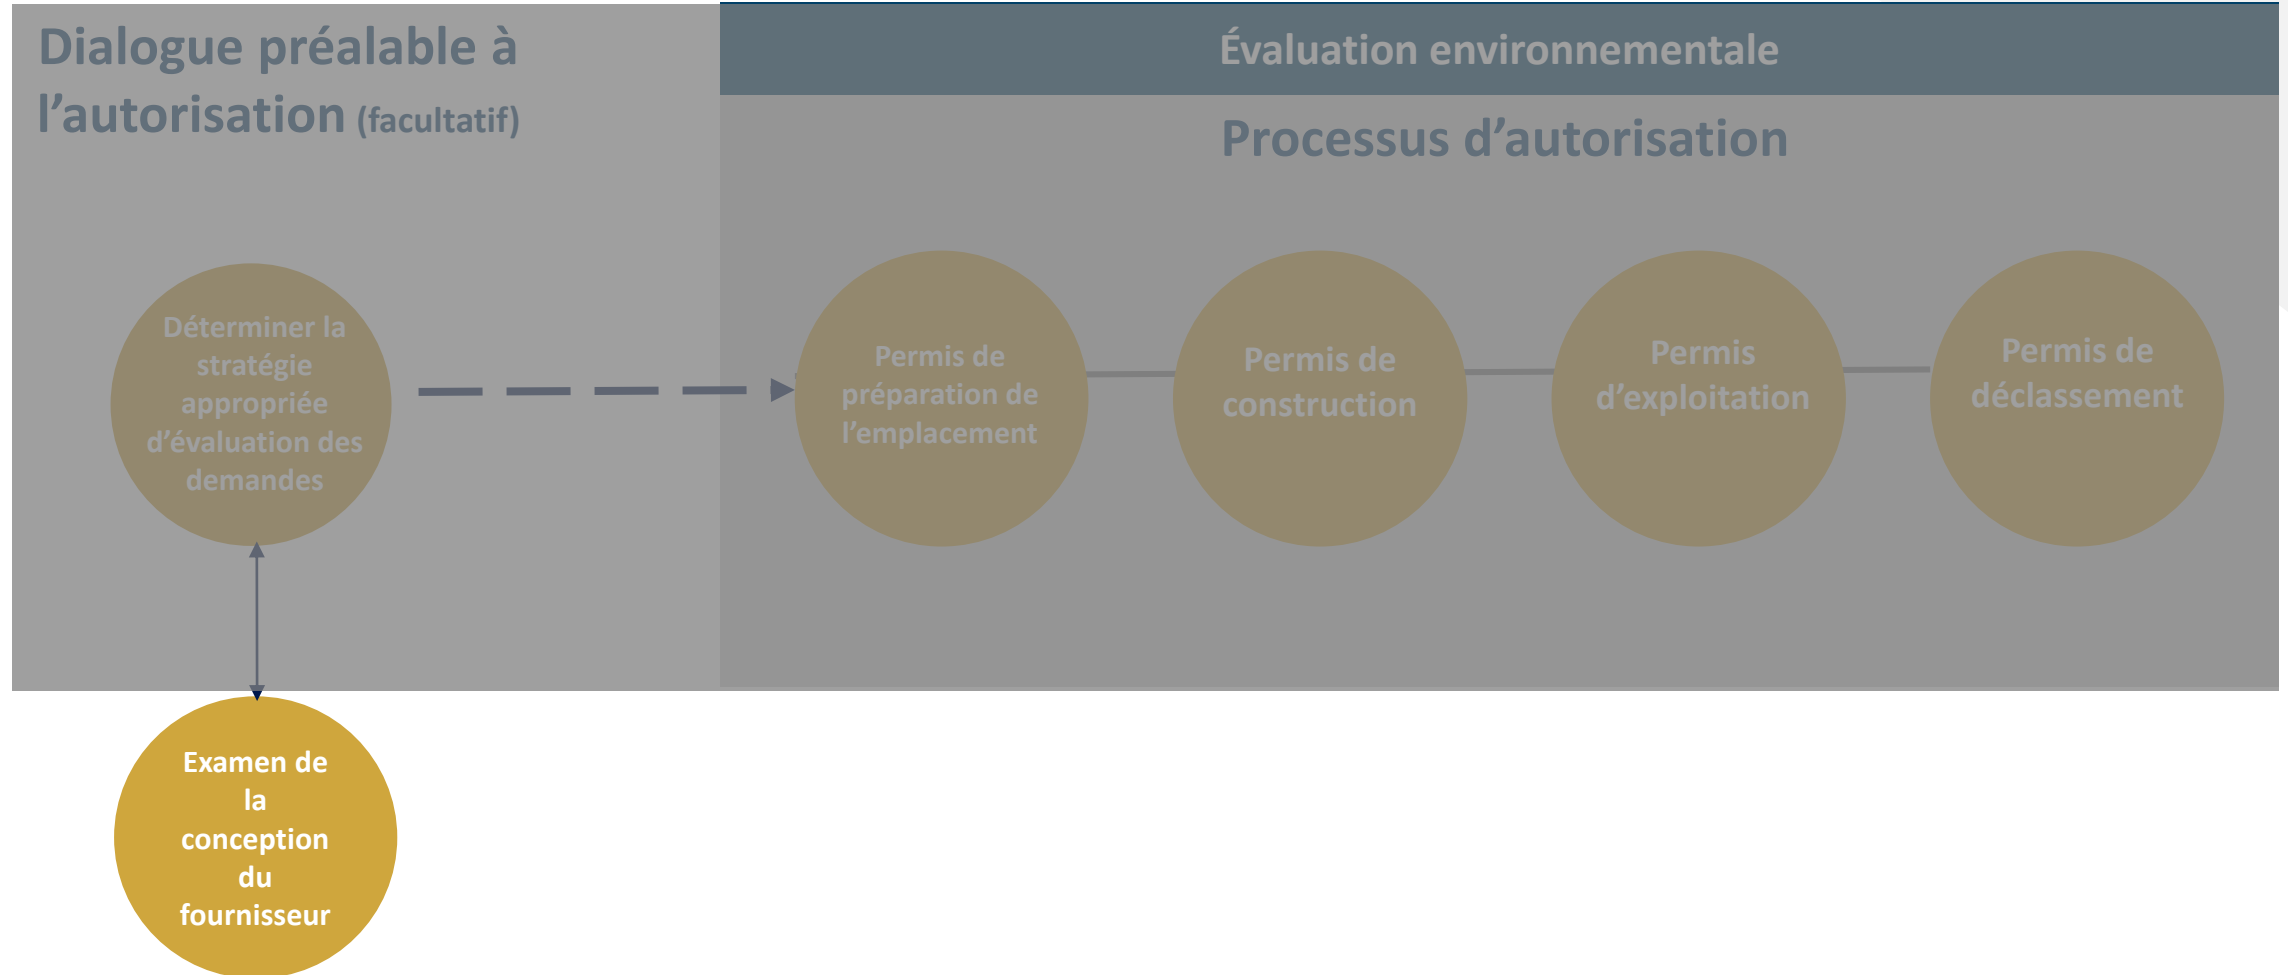 Dialogue préalable à
l’autorisation (facultatif)
Évaluation environnementale
Processus d’autorisation
Déterminer la
stratégie
appropriée
d’évaluation des
demandes
Permis de
préparation de
l’emplacement
Permis de
construction
Permis
d’exploitation
Permis de
déclassement
Examen de
la
conception
du
fournisseur